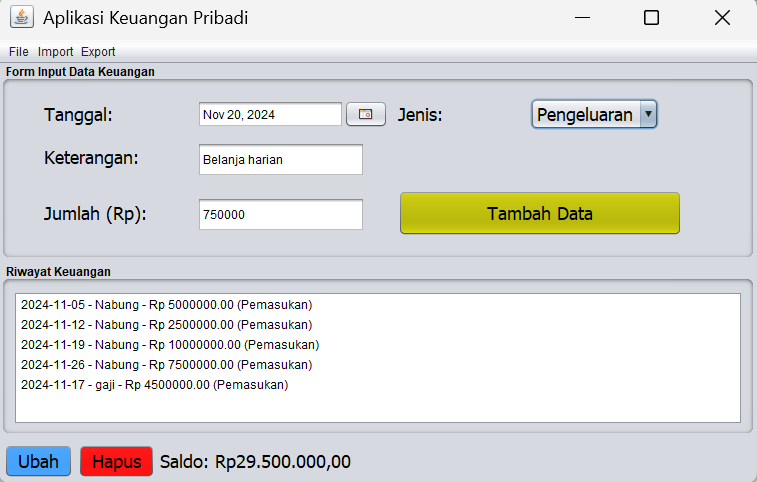 Aplikasi Keuangan Pribadi
File Import Export
Form Input Data Keuangan
Tanggal: Nov 20, 2024 Jenis: Pengeluaran
Keterangan: Belanja harian
Jumlah (Rp): 750000 Tambah Data
Riwayat Keuangan
2024-11-05 - Nabung - Rp 5000000.00 (Pemasukan)
2024-11-12 - Nabung - Rp 2500000.00 (Pemasukan)
2024-11-19 - Nabung - Rp 10000000.00 (Pemasukan)
2024-11-26 - Nabung - Rp 7500000.00 (Pemasukan)
2024-11-17 - gaji - Rp 4500000.00 (Pemasukan)
Ubah Hapus Saldo: Rp29.500.000,00